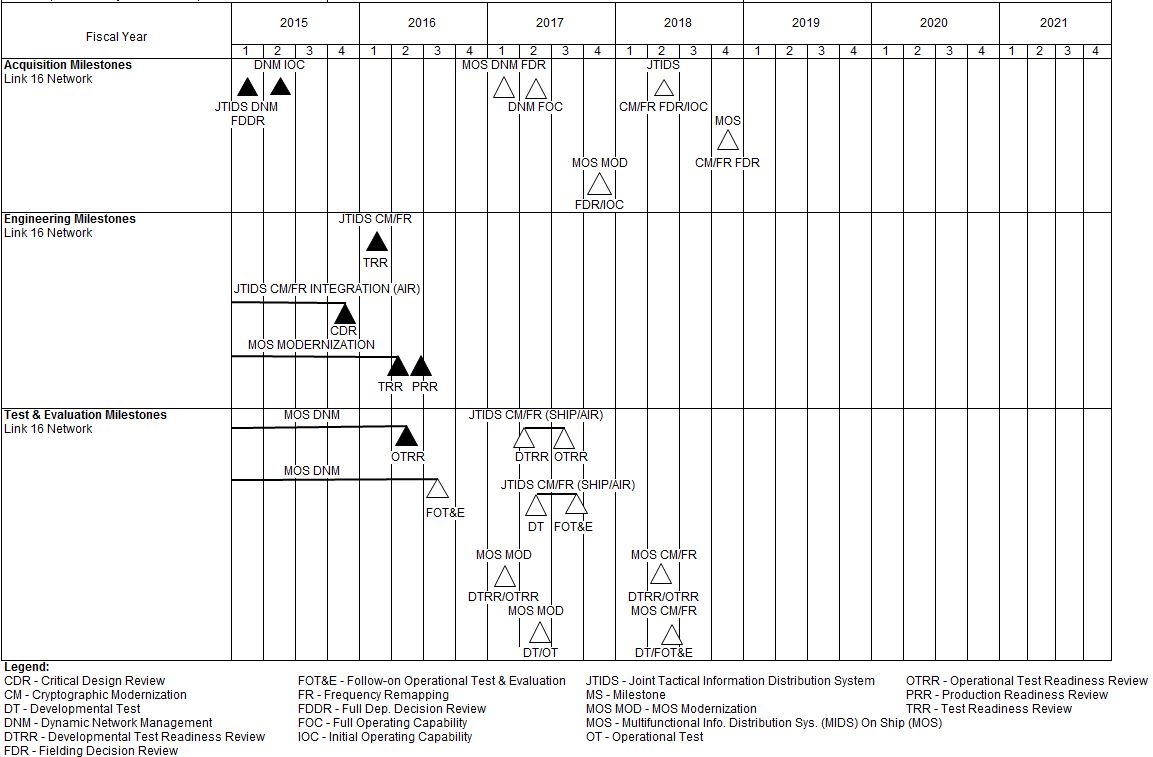 Fiscal Year
2015 2016 2017 2018 2019 2020 2021
1 2 3 4 1 2 3 4 1 2 3 4 1 2 3 4 1 2 3 4 1 2 3 4 1 2 3 4
Acquisition Milestones
Link 16 Network
DNM IOC
JTIDS DNM
FDDR
MOS DNM FDR
DNM FOC
JTIDS
CM/FR FDR/IOC
MOS
CM/FR FDR
MOS MOD
FDR/IOC
Engineering Milestones
Link 16 Network
JTIDS CM/FR
TRR
JTIDS CM/FR INTEGRATION (AIR)
CDR
MOS MODERNIZATION
TRR PRR
Test & Evaluation Milestones
Link 16 Network
MOS DNM
OTRR
JTIDS CM/FR (SHIP/AIR)
DTRR OTRR
MOS DNM
FOT&E
JTIDS CM/FR (SHIP/AIR)
DT FOT&E
MOS MOD
DTRR/OTRR
MOS CM/FR
DTRR/OTRR
MOS MOD
DT/OT
MOS CM/FR
DT/FOT&E
Legend:
CDR - Critical Design Review
CM - Cryptographic Modernization
DT - Developmental Test
DNM - Dynamic Network Management
DTRR - Developmental Test Readiness Review
FDR - Fielding Decision Review
FOT&E - Follow-on Operational Test & Evaluation
FR - Frequency Remapping
FDDR - Full Dep. Decision Review
FOC - Full Operating Capability
IOC - Initial Operating Capability
JTIDS - Joint Tactical Information Distribution System
MS - Milestone
MOS MOD - MOS Modernization
MOS - Multifunctional Info. Distribution Sys. (MIDS) On Ship (MOS)
OT - Operational Test
OTRR - Operational Test Readiness Review
PRR - Production Readiness Review
TRR - Test Readiness Review